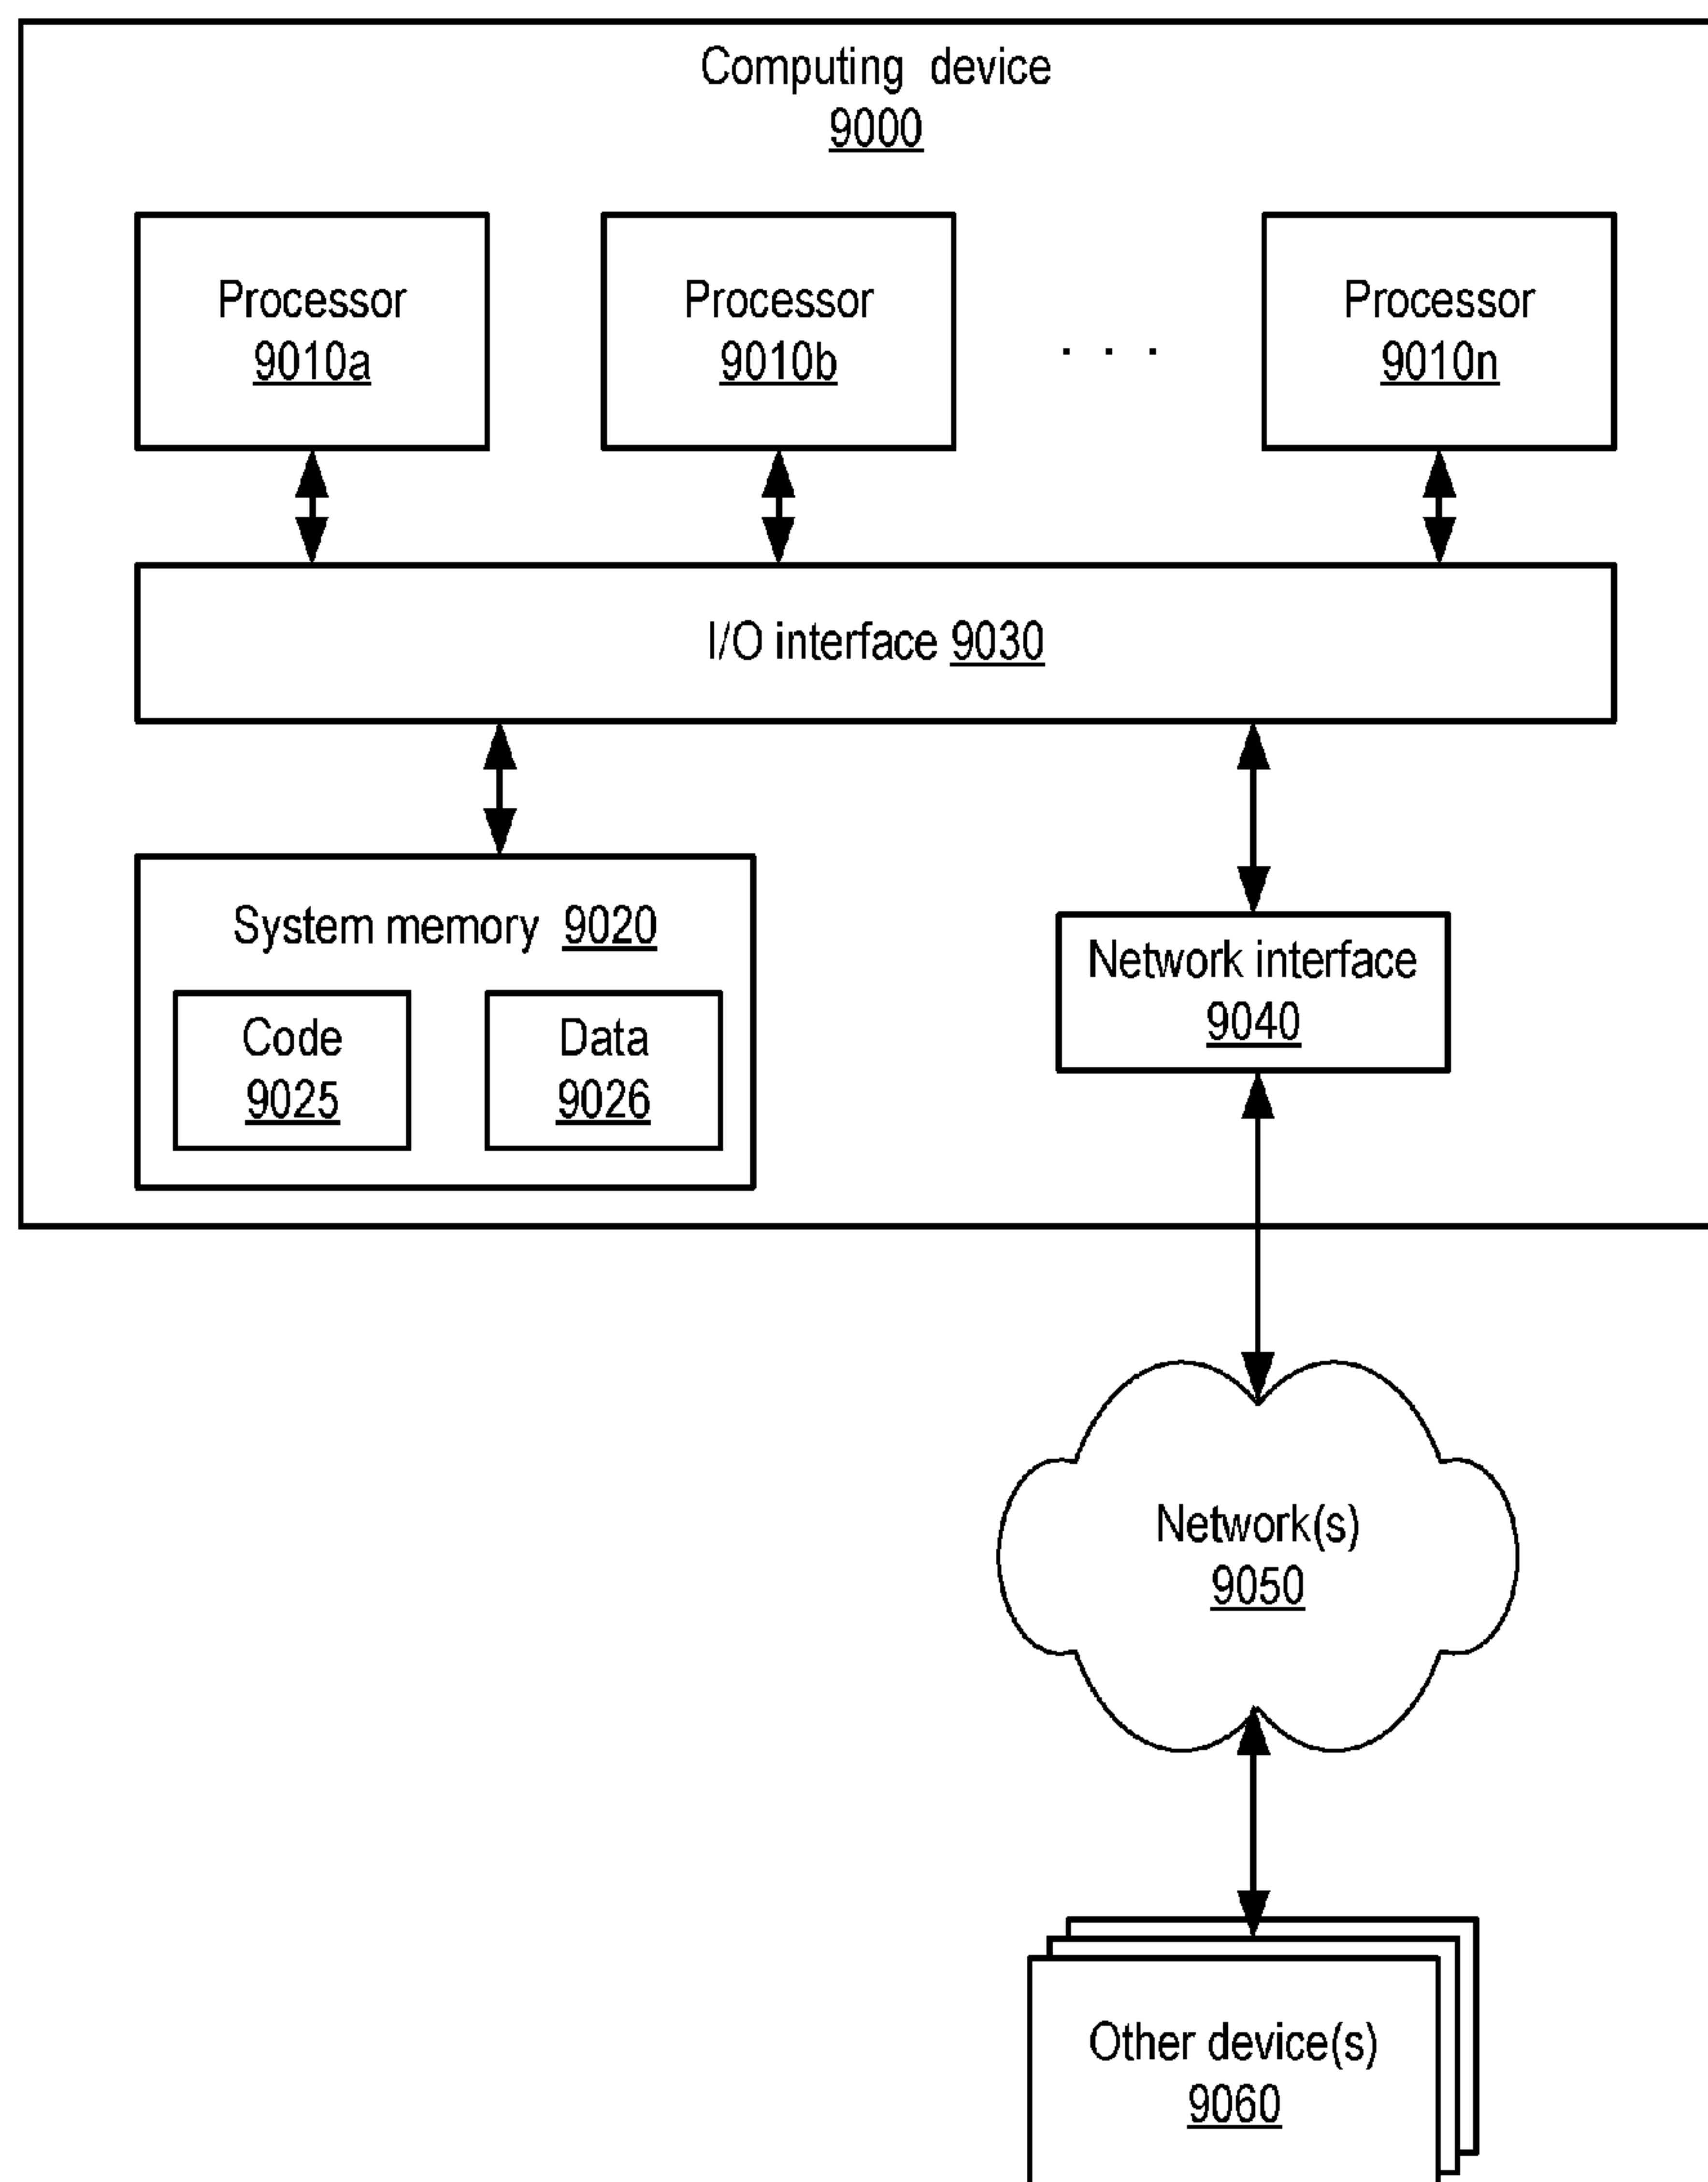 Computing device
9000
Processor
9010a
Processor
9010b
. . .
Processor
9010n
I/O interface 9030
System memory 9020
Code
9025
Data
9026
Network interface
9040
Network(s)
9050
Other device(s)
9060